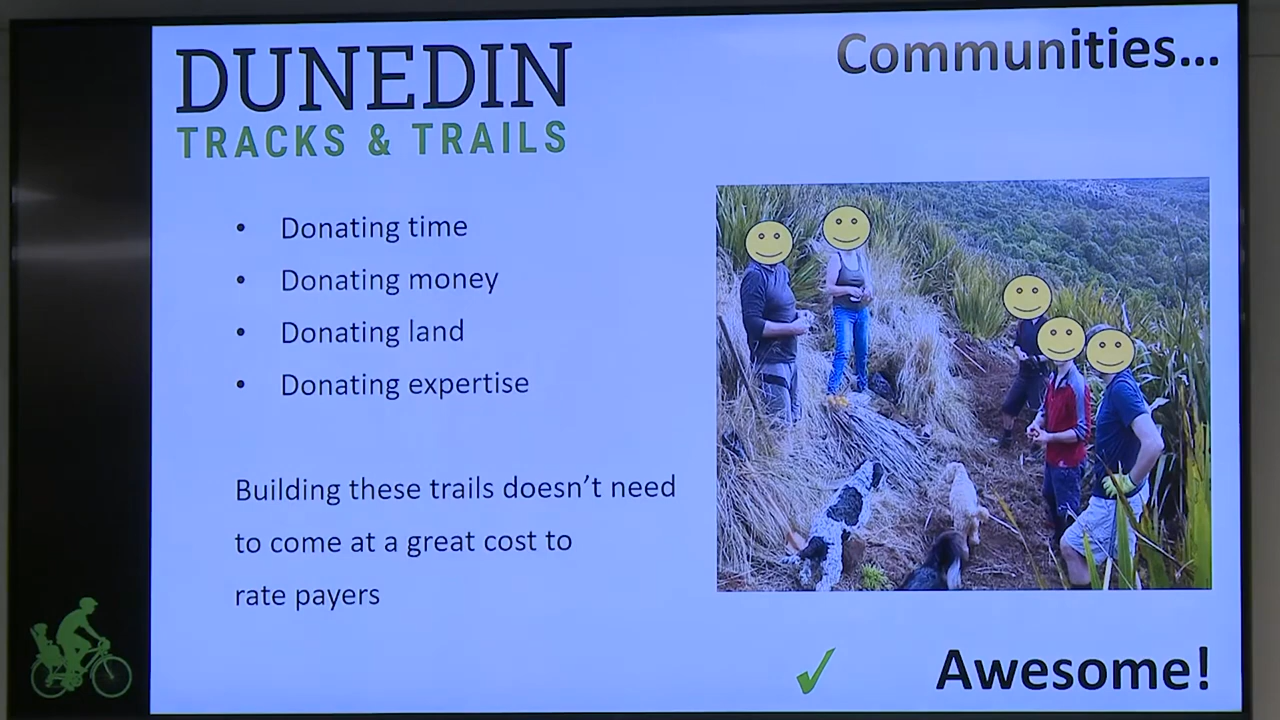 DUNEDIN
TRACKS & TRAILS
Communities...
• Donating time
• Donating money
• Donating land
• Donating expertise
Building these trails doesn't need
to come at a great cost to
rate payers
✓ Awesome!